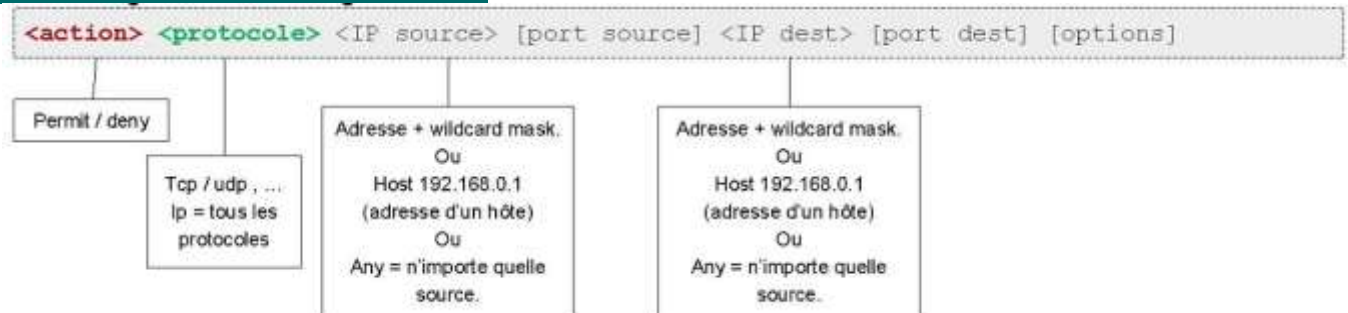 <action> <protocole> <IP source> [port source] <IP dest> [port dest] [options]
Permit / deny
Tcp / udp , ...
Ip = tous les
protocoles
Adresse + wildcard mask.
Ou
Host 192.168.0.1
(adresse d'un hôte)
Ou
Any = n'importe quelle
source.
Adresse + wildcard mask.
Ou
Host 192.168.0.1
(adresse d'un hôte)
Ou
Any = n'importe quelle
source.